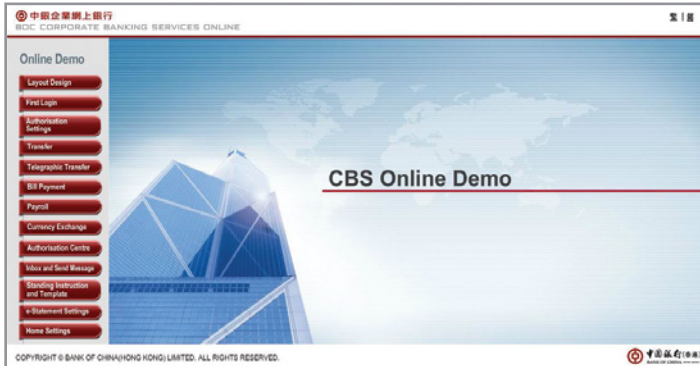 中銀企業網上銀行
BOC CORPORATE BANKING SERVICES ONLINE
繁 | 簡
Online Demo
Layout Design
First Login
Authorisation
Settings
Transfer
Telegraphic Transfer
Bill Payment
Payroll
Currency Exchange
Authorisation Centre
Inbox and Send Message
Standing Instruction
and Template
e-Statement Settings
Home Settings
CBS Online Demo
COPYRIGHT © BANK OF CHINA(HONG KONG) LIMITED. ALL RIGHTS RESERVED.
中國銀行(香港)
BANK OF CHINA